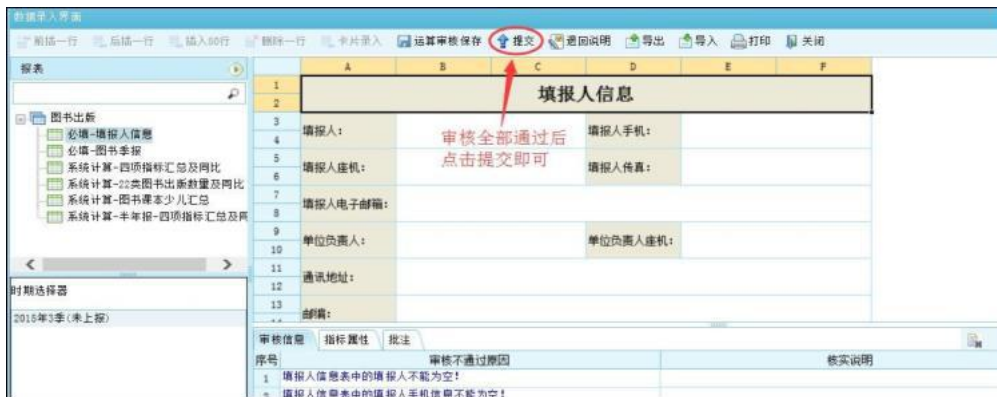 数据录入界面
前插一行 后插一行 插入50行 删除一行 卡片录入 运算审核保存 提交 退回说明 导出 导入 打印 关闭
报表
图书出版
必填-填报人信息
必填-图书季报
系统计算-四项指标汇总及同比
系统计算-22类图书出版数量及同比
系统计算-图书课本少儿汇总
系统计算-半年报-四项指标汇总及同
时期选择器
2015年3季(未上报)
A B C D E F
1
2
填报人信息
3
4
填报人: 填报人手机:
审核全部通过后
点击提交即可
5
6
填报人座机: 填报人传真:
7
8
填报人电子邮箱:
9
10
单位负责人: 单位负责人座机:
11
12
通讯地址:
13
邮编:
审核信息 指标属性 批注
序号 审核不通过原因 核实说明
1 填报人信息表中的填报人不能为空!
2 填报人信息表中的填报人手机信息不能为空!